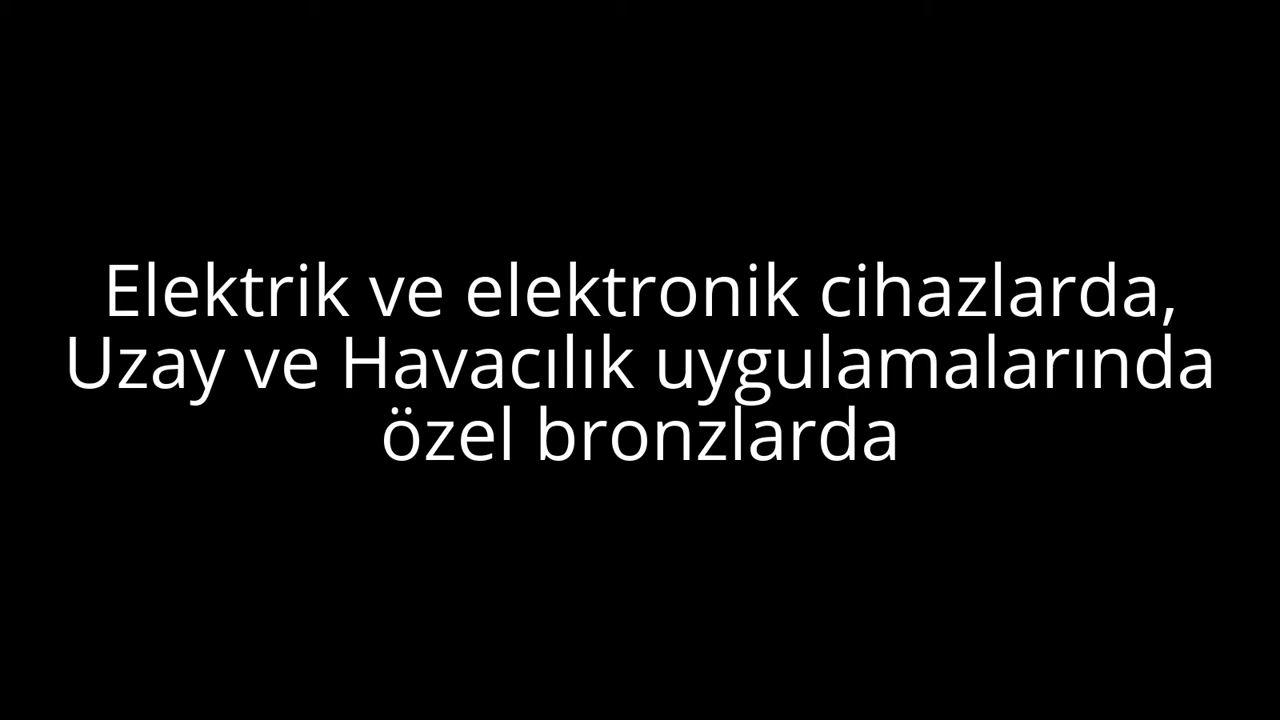 Elektrik ve elektronik cihazlarda,
Uzay ve Havacılık uygulamalarında
özel bronzlarda